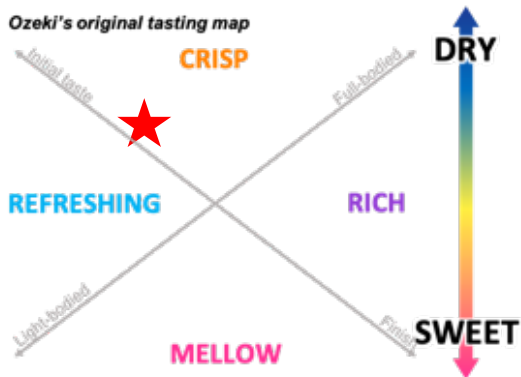 Ozeki's original tasting map
CRISP
DRY
Initial taste
Full-bodied
REFRESHING
RICH
Light-bodied
Finish
SWEET
MELLOW